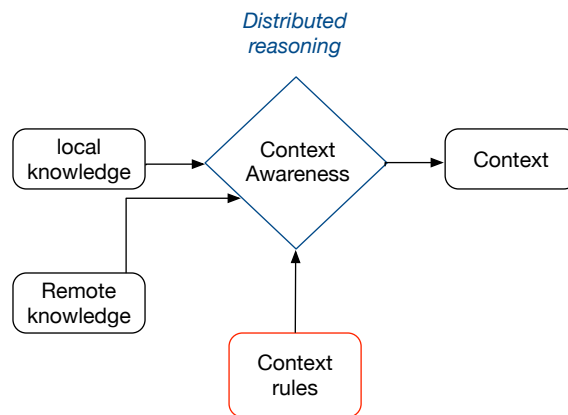 Distributed
reasoning
local
knowledge
Context
Awareness
Context
Remote
knowledge
Context
rules